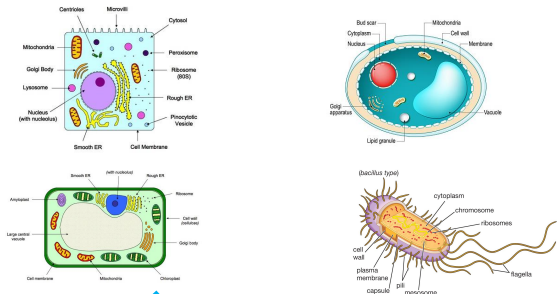 Centrioles
Microvilli
Cytosol
Mitochondria
Peroxisome
Golgi Body
Ribosome
(80S)
Lysosome
Rough ER
Nucleus
(with nucleolus)
Pinocytotic
Vesicle
Smooth ER
Cell Membrane
Bud scar
Mitochondria
Cytoplasm
Cell wall
Nucleus
Membrane
Golgi
apparatus
Vacuole
Lipid granule
(with nucleolus)
Smooth ER
Rough ER
Amyloplast
Ribosome
Cell wall
(cellulose)
Large central
vacuole
Golgi body
Cell membrane
Mitochondria
Chloroplast
(bacillus type)
cytoplasm
chromosome
ribosomes
cell
wall
plasma
membrane
capsule
pili
mesosome
flagella